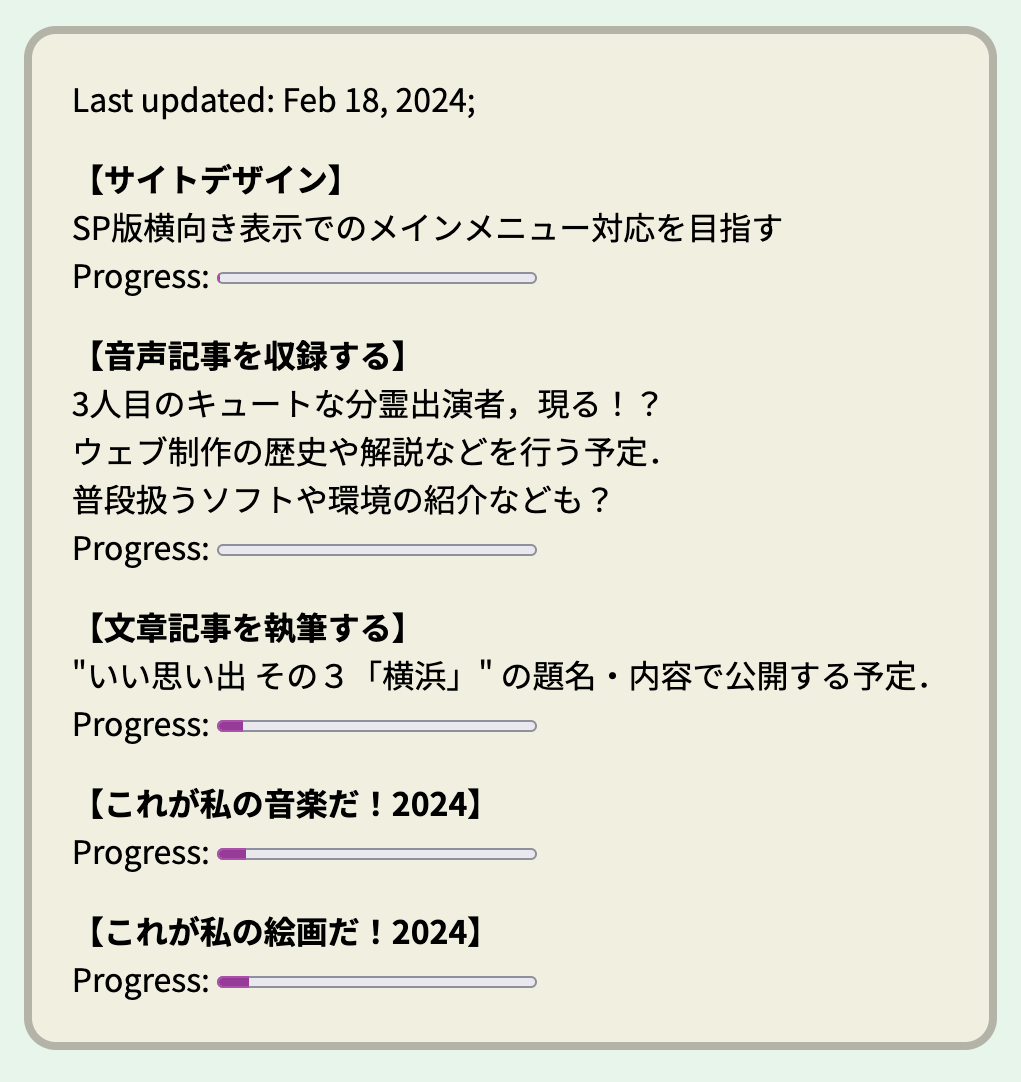 Last updated: Feb 18, 2024;
【サイトデザイン】
SP版横向き表示でのメインメニュー対応を目指す
Progress:
【音声記事を収録する】
3人目のキュートな分霊出演者，現る！？
ウェブ制作の歴史や解説などを行う予定．
普段扱うソフトや環境の紹介なども？
Progress:
【文章記事を執筆する】
"いい思い出 その３「横浜」" の題名・内容で公開する予定．
Progress:
【これが私の音楽だ！2024】
Progress:
【これが私の絵画だ！2024】
Progress: